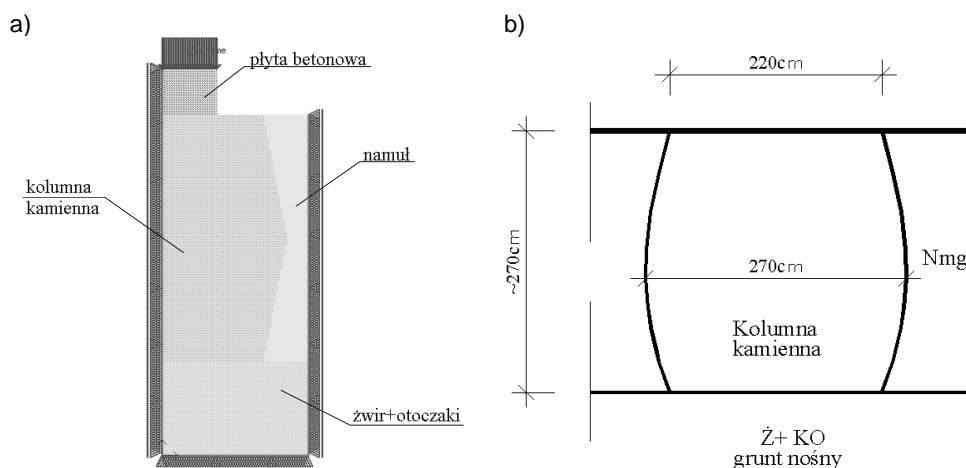 a)
płyta betonowa
namuł
kolumna
kamienna
żwir+otoczaki
b)
220cm
~270cm
270cm
Nmg
Kolumna
kamienna
Ż+ KO
grunt nośny